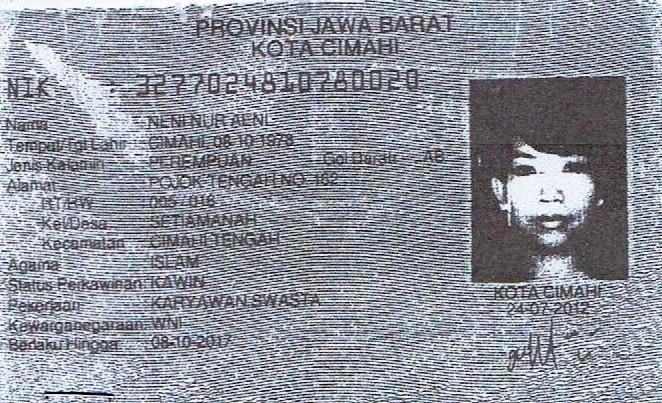 PROVINSI JAWA BARAT
KOTA CIMAHI
NIK : 3277024810780020
Nama : NENI NUR AENI
Tempat/Tgl Lahir : CIMAHI, 08-10-1978
Jenis Kelamin : PEREMPUAN Gol Darah : AB
Alamat : POJOK TENGAH NO 162
RT/RW : 005 / 016
Kel/Desa : SETIAMANAH
Kecamatan : CIMAHI TENGAH
Agama : ISLAM
Status Perkawinan: KAWIN
Pekerjaan : KARYAWAN SWASTA
Kewarganegaraan: WNI
Berlaku Hingga : 08-10-2017
KOTA CIMAHI
24-07-2012